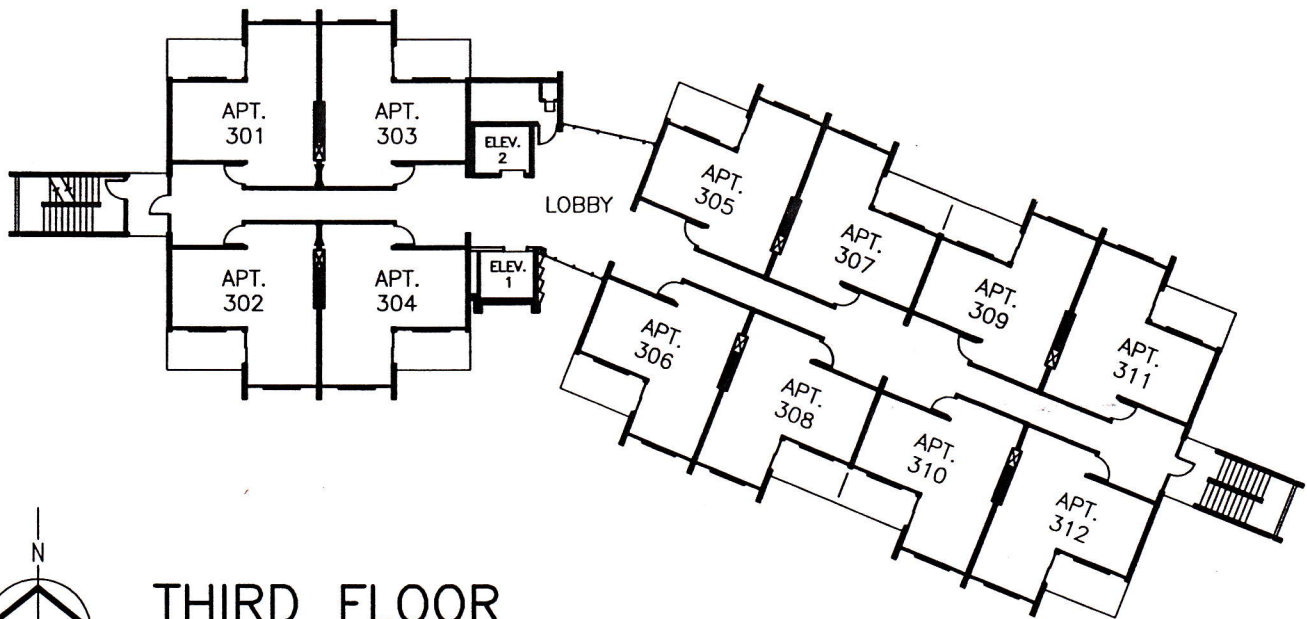 APT.
301
APT.
303
ELEV.
2
LOBBY
APT.
302
APT.
304
ELEV.
1
APT.
305
APT.
307
APT.
309
APT.
311
APT.
306
APT.
308
APT.
310
APT.
312
N
THIRD FLOOR